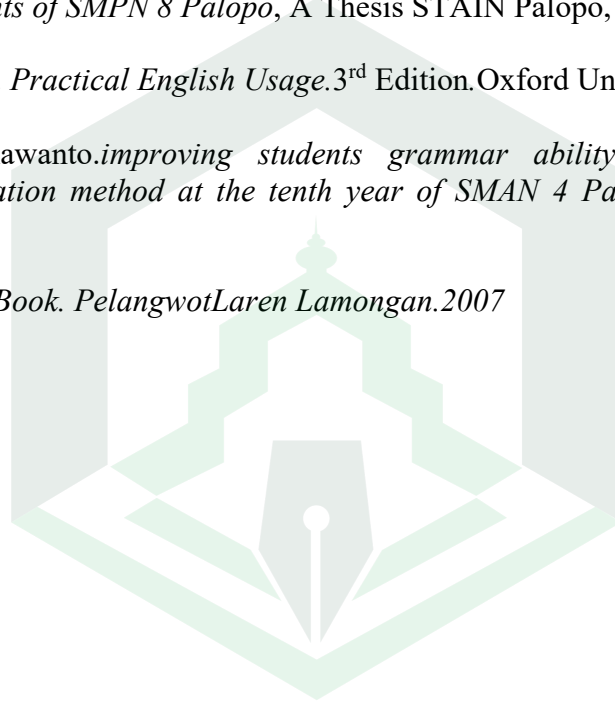 nts of SMPN 8 Palopo, A Thesis STAIN Palopo,
Practical English Usage.3rd Edition.Oxford Un
awanto.improving students grammar ability
ation method at the tenth year of SMAN 4 Pa
Book. PelangwotLaren Lamongan.2007